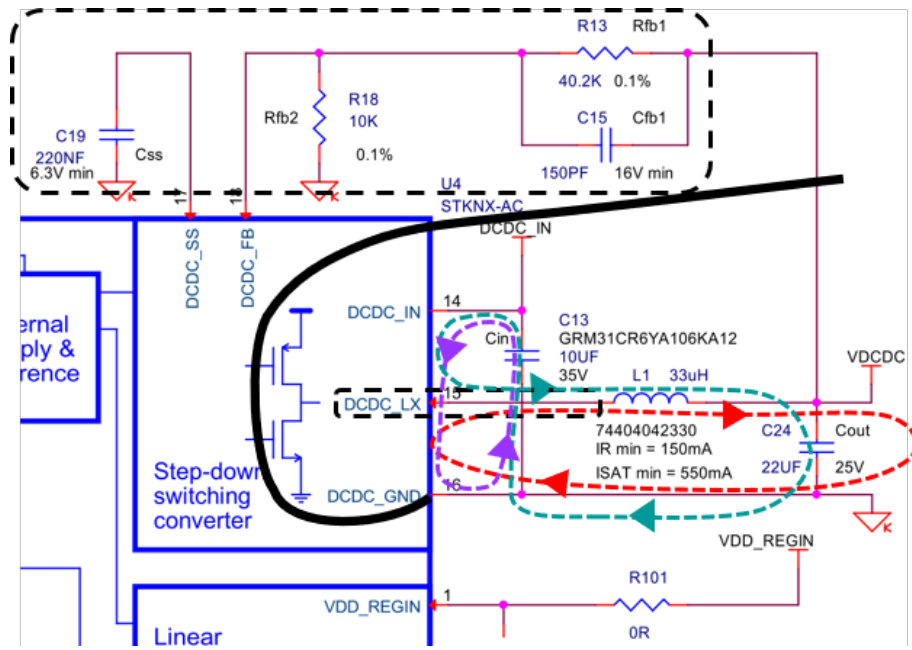 R13 Rfb1
40.2K 0.1%
C15 Cfb1
150PF 16V min
Rfb2
R18
10K
0.1%
C19
220NF
6.3V min
Css
17
18
U4
STKNX-AC
DCDC_SS
DCDC_FB
DCDC_IN
DCDC_IN
14
Cin
C13
GRM31CR6YA106KA12
10UF
35V
L1 33uH
VDCDC
DCDC_LX
15
74404042330
IR min = 150mA
ISAT min = 550mA
C24 Cout
22UF 25V
ernal
ply &
rence
Step-down
switching
converter
DCDC_GND
16
VDD_REGIN
R101
0R
VDD_REGIN
1
Linear
K
K
K